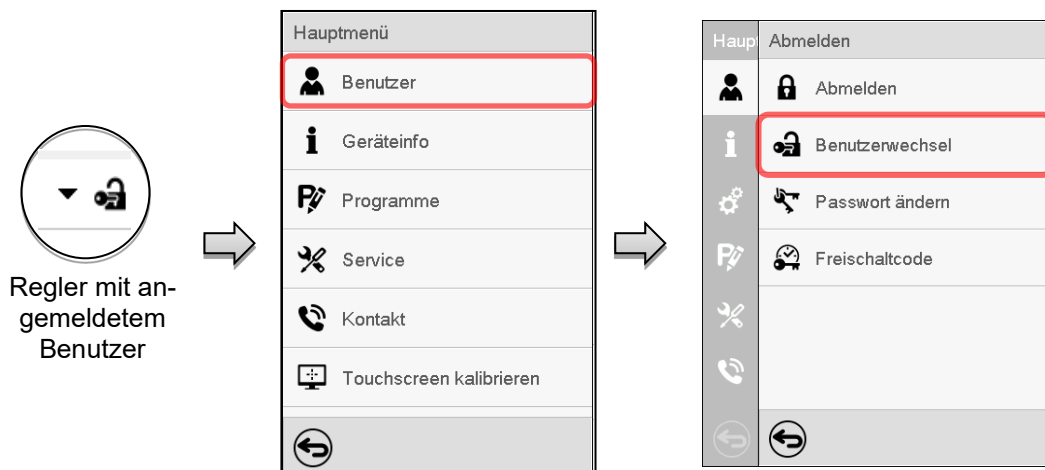 Regler mit an-
gemeldetem
Benutzer
Hauptmenü
Benutzer
Geräteinfo
Programme
Service
Kontakt
Touchscreen kalibrieren
Haup
Abmelden
Abmelden
Benutzerwechsel
Passwort ändern
Freischaltcode